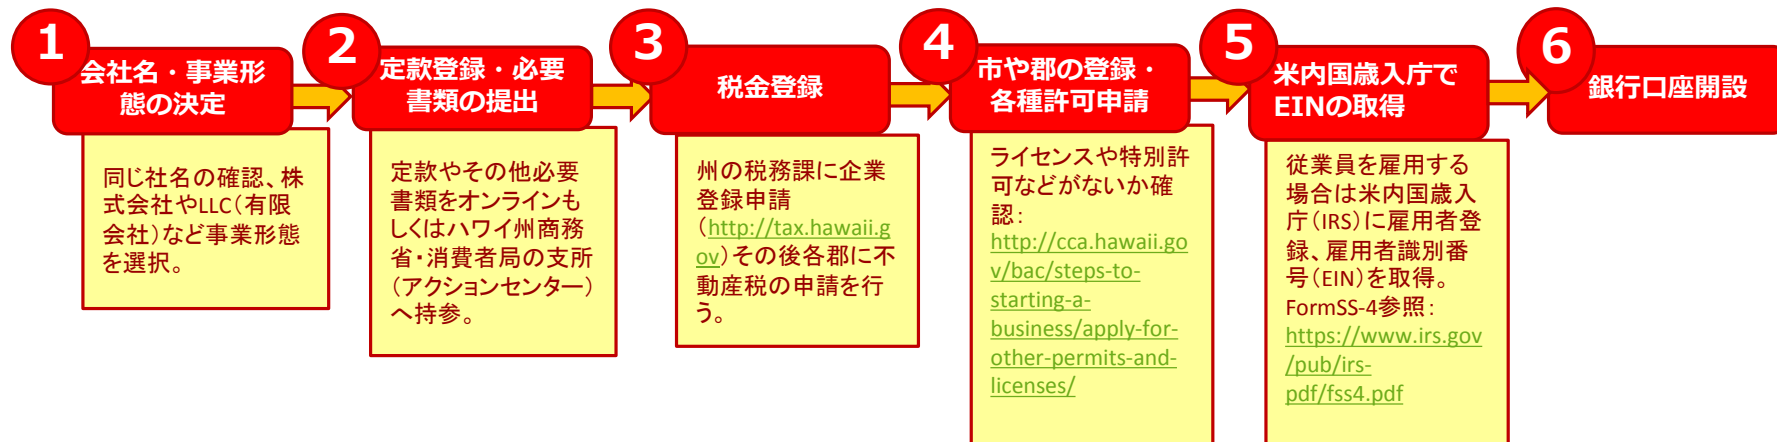 1
会社名・事業形
態の決定
同じ社名の確認、株
式会社やLLC(有限
会社)など事業形態
を選択。
2
定款登録・必要
書類の提出
定款やその他必要
書類をオンラインも
しくはハワイ州商務
省・消費者局の支所
(アクションセンター)
へ持参。
3
税金登録
州の税務課に企業
登録申請
(http://tax.hawaii.g
ov)その後各郡に不
動産税の申請を行
う。
4
市や郡の登録・
各種許可申請
ライセンスや特別許
可などがないか確
認:
http://cca.hawaii.go
v/bac/steps-to-
starting-a-
business/apply-for-
other-permits-and-
licenses/
5
米内国歳入庁で
EINの取得
従業員を雇用する
場合は米内国歳入
庁(IRS)に雇用者登
録、雇用者識別番
号(EIN)を取得。
FormSS-4参照:
https://www.irs.gov
/pub/irs-
pdf/fss4.pdf
6
銀行口座開設